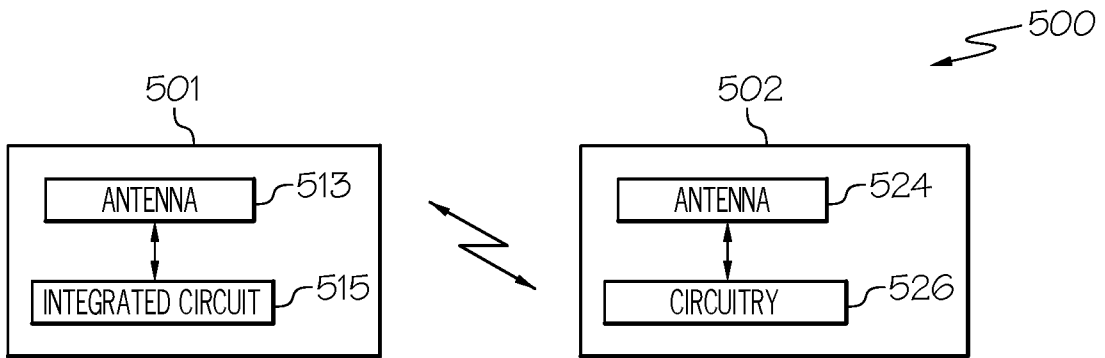 500
501
502
ANTENNA
513
ANTENNA
524
INTEGRATED CIRCUIT
515
CIRCUITRY
526